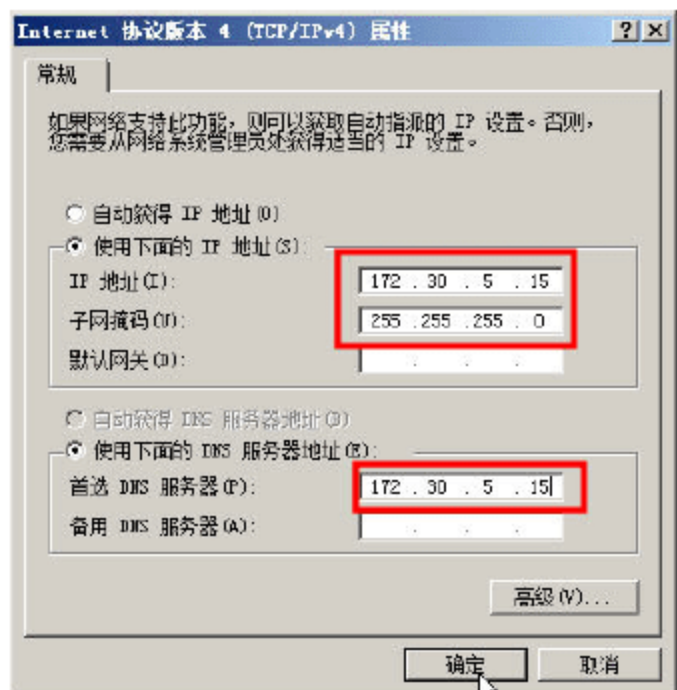 Internet 协议版本 4 (TCP/IPv4) 属性
常规
如果网络支持此功能，则可以获取自动指派的 IP 设置。否则，
您需要从网络系统管理员处获得适当的 IP 设置。
自动获得 IP 地址(O)
使用下面的 IP 地址(S):
IP 地址(I): 172 . 30 . 5 . 15
子网掩码(U): 255 .255 .255 . 0
默认网关(D): . . .
自动获得 DNS 服务器地址(B)
使用下面的 DNS 服务器地址(E):
首选 DNS 服务器(P): 172 . 30 . 5 . 15
备用 DNS 服务器(A): . . .
高级(V)...
确定 取消